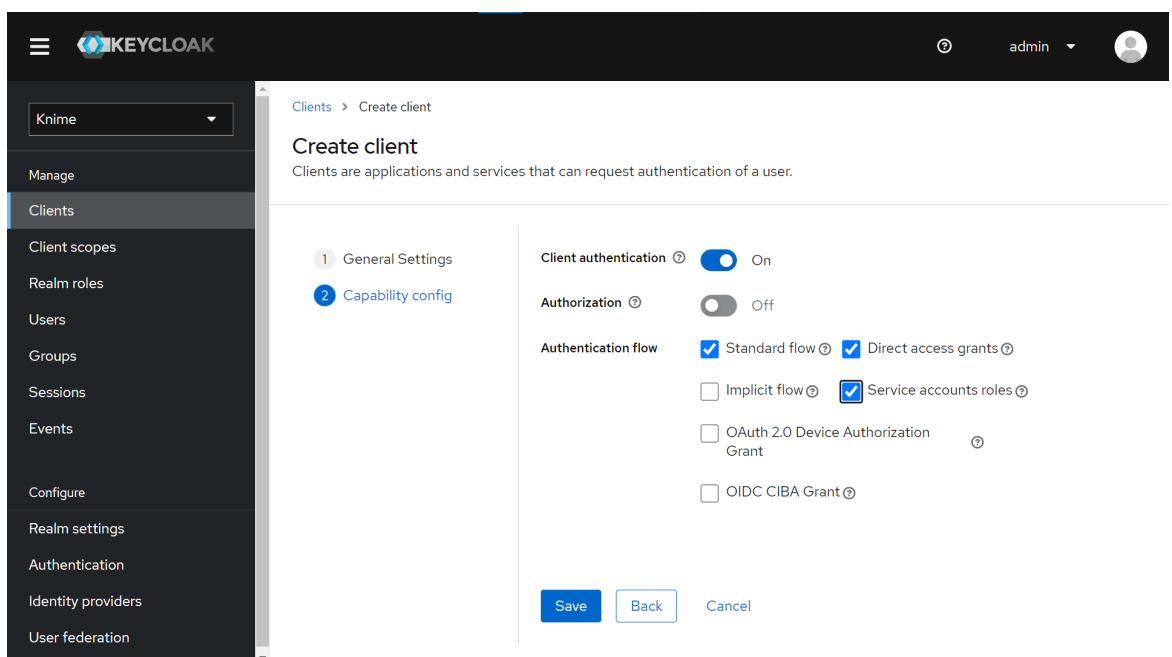 KEYCLOAK
admin
Knime
Manage
Clients
Client scopes
Realm roles
Users
Groups
Sessions
Events
Configure
Realm settings
Authentication
Identity providers
User federation
Clients > Create client
Create client
Clients are applications and services that can request authentication of a user.
1 General Settings
2 Capability config
Client authentication On
Authorization Off
Authentication flow Standard flow Direct access grants
Implicit flow Service accounts roles
OAuth 2.0 Device Authorization
Grant
OIDC CIBA Grant
Save Back Cancel